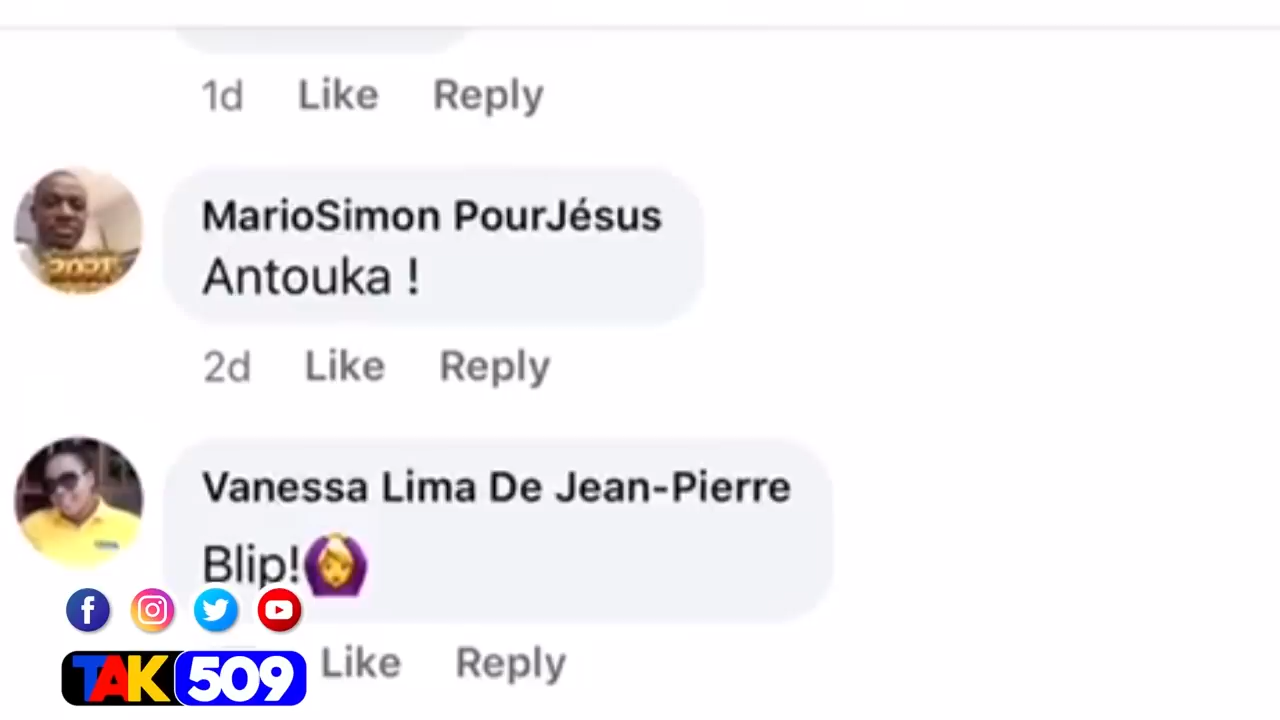 1d Like Reply
MarioSimon PourJésus
Antouka !
2d Like Reply
Vanessa Lima De Jean-Pierre
Blip!
Like Reply
TAK 509